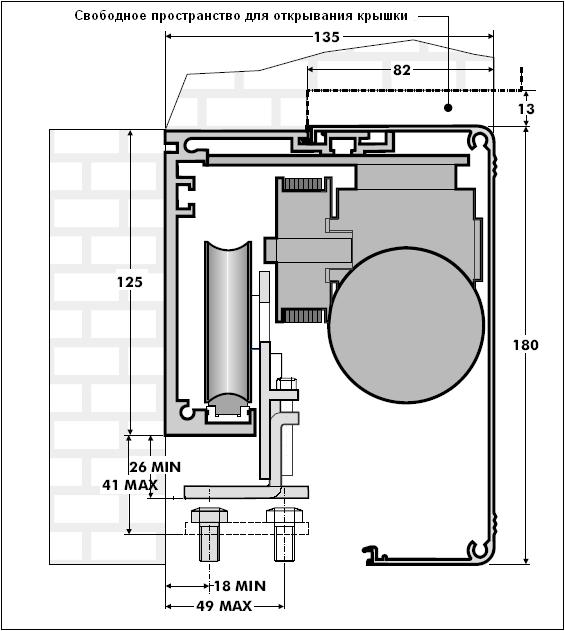 Свободное пространство для открывания крышки
135
82
13
125
180
26 MIN
41 MAX
18 MIN
49 MAX